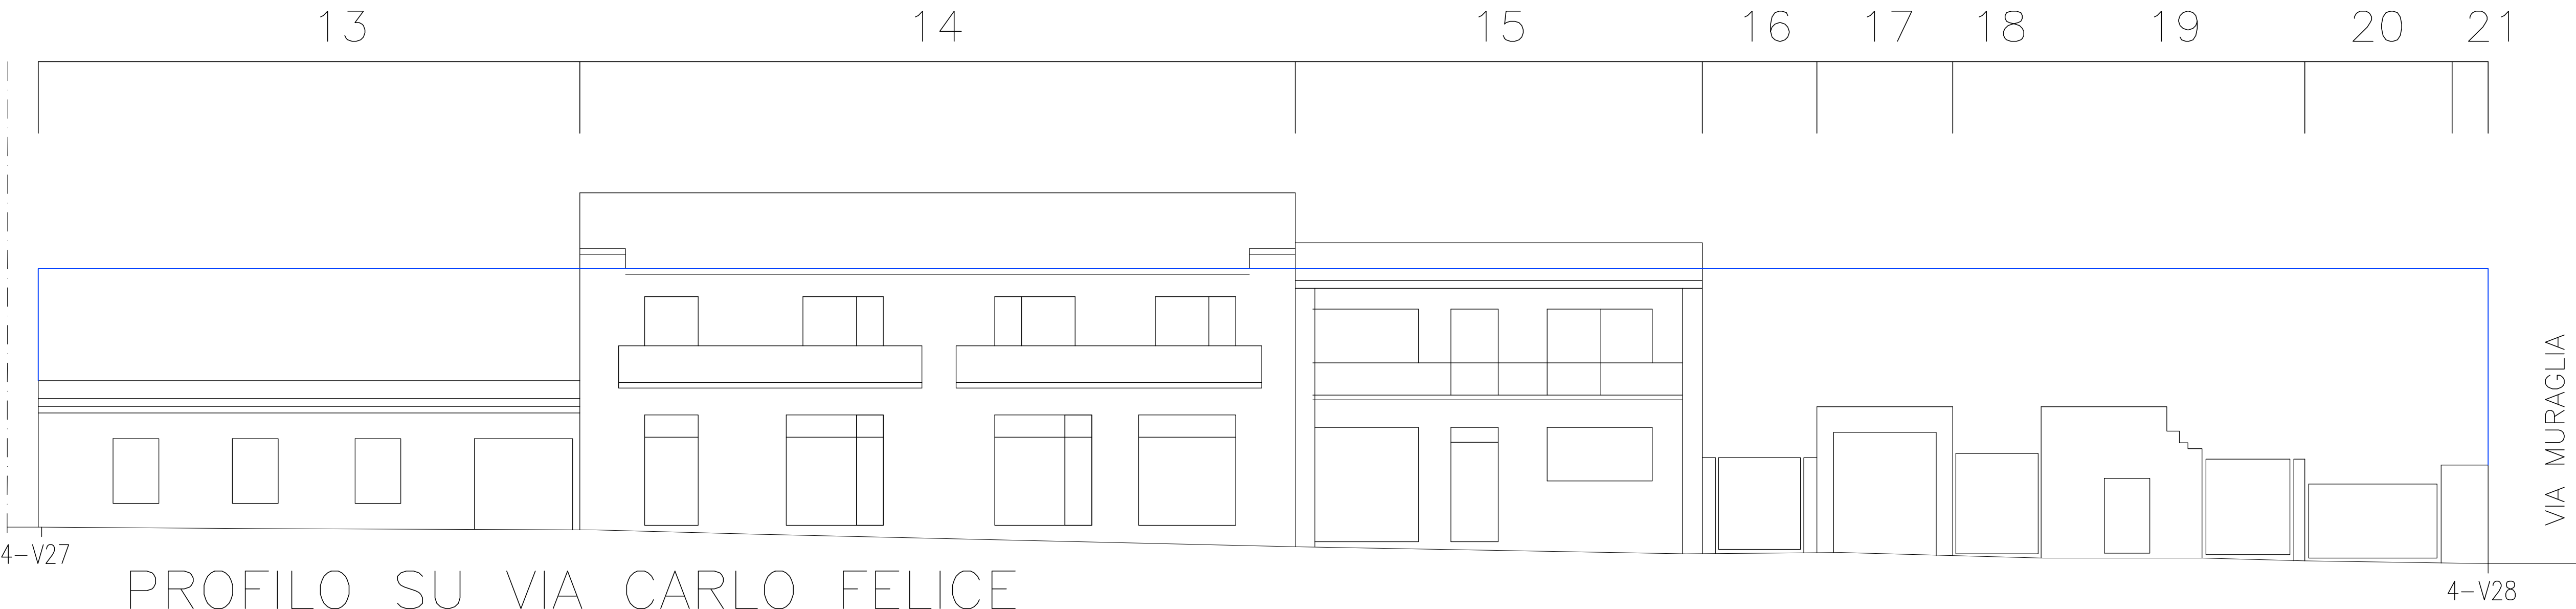 13 14 15 16 17 18 19 20 21
VIA MURAGLIA
4-V27
4-V28
PROFILO SU VIA CARLO FELICE